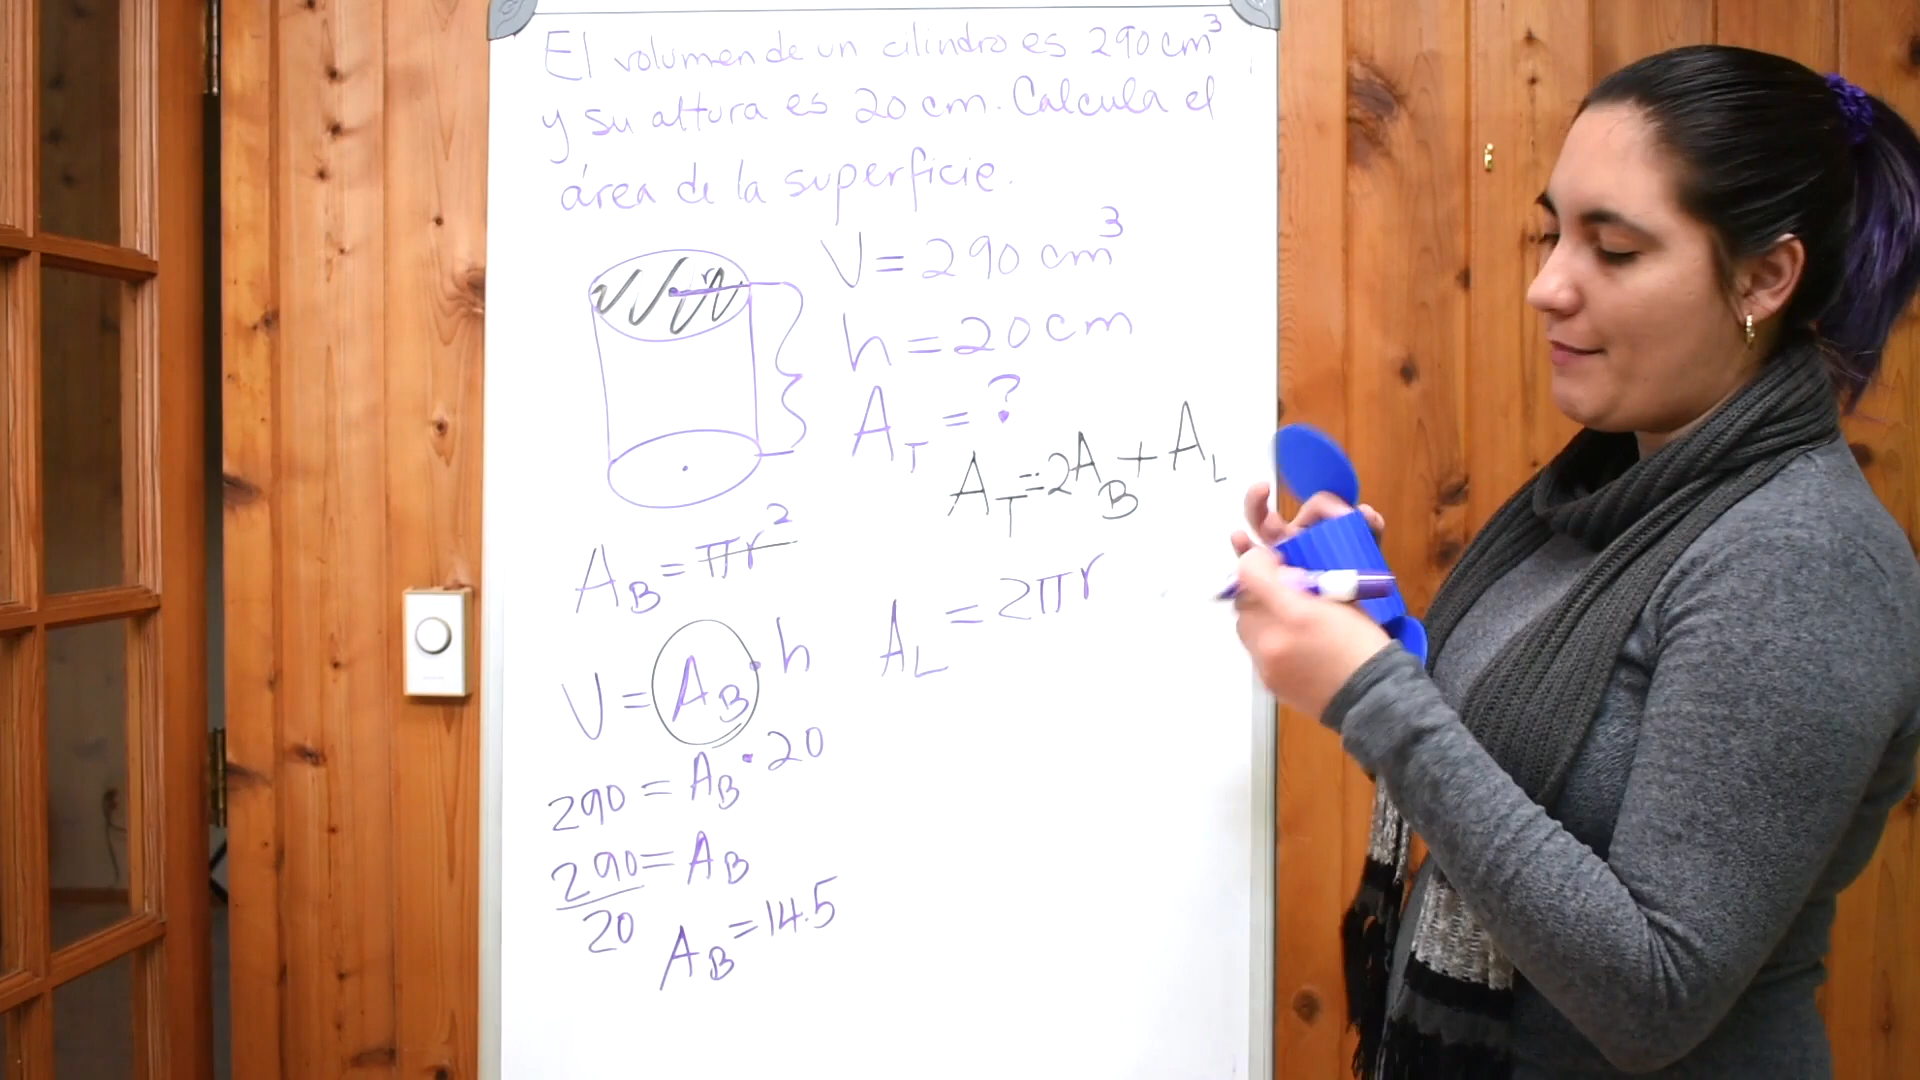 El volumen de un cilindro es 290 cm³
y su altura es 20 cm. Calcula el
área de la superficie.
r
V = 290 cm³
h = 20 cm
A_T = ?
A_T = 2A_B + A_L
A_B = πr²
A_L = 2πr
V = A_B · h
290 = A_B · 20
290/20 = A_B
A_B = 14.5